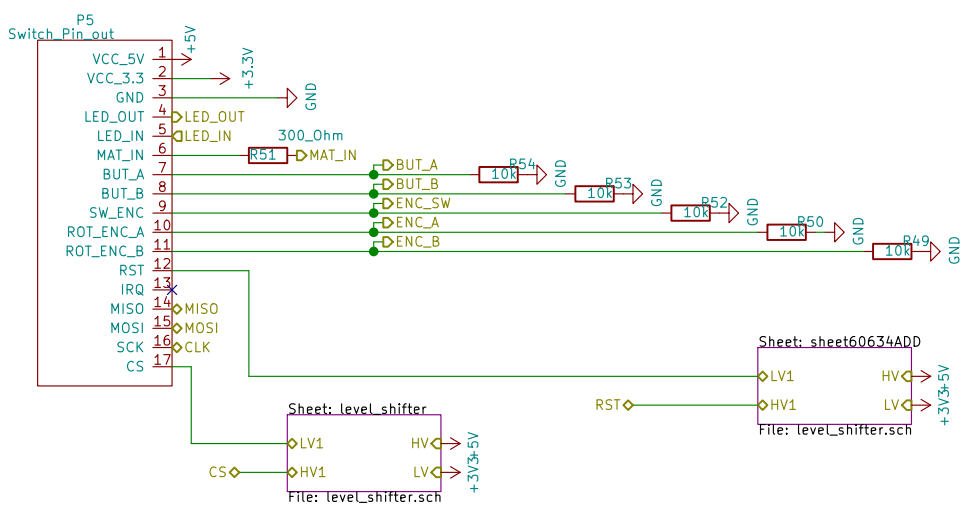 P5
Switch_Pin_out
VCC_5V 1 +5V
VCC_3.3 2 +3.3V
GND 3 GND
LED_OUT 4 LED_OUT
LED_IN 5 LED_IN
300_Ohm
MAT_IN 6 R51 MAT_IN
BUT_A 7 BUT_A R54 10k GND
BUT_B 8 BUT_B R53 10k GND
SW_ENC 9 ENC_SW R52 10k GND
ROT_ENC_A 10 ENC_A R50 10k GND
ROT_ENC_B 11 ENC_B R49 10k GND
RST 12
IRQ 13
MISO 14 MISO
MOSI 15 MOSI
SCK 16 CLK
CS 17
Sheet: sheet60634ADD
LV1 HV +5V
RST HV1 LV +3V3
File: level_shifter.sch
Sheet: level_shifter
LV1 HV +5V
CS HV1 LV +3V3
File: level_shifter.sch